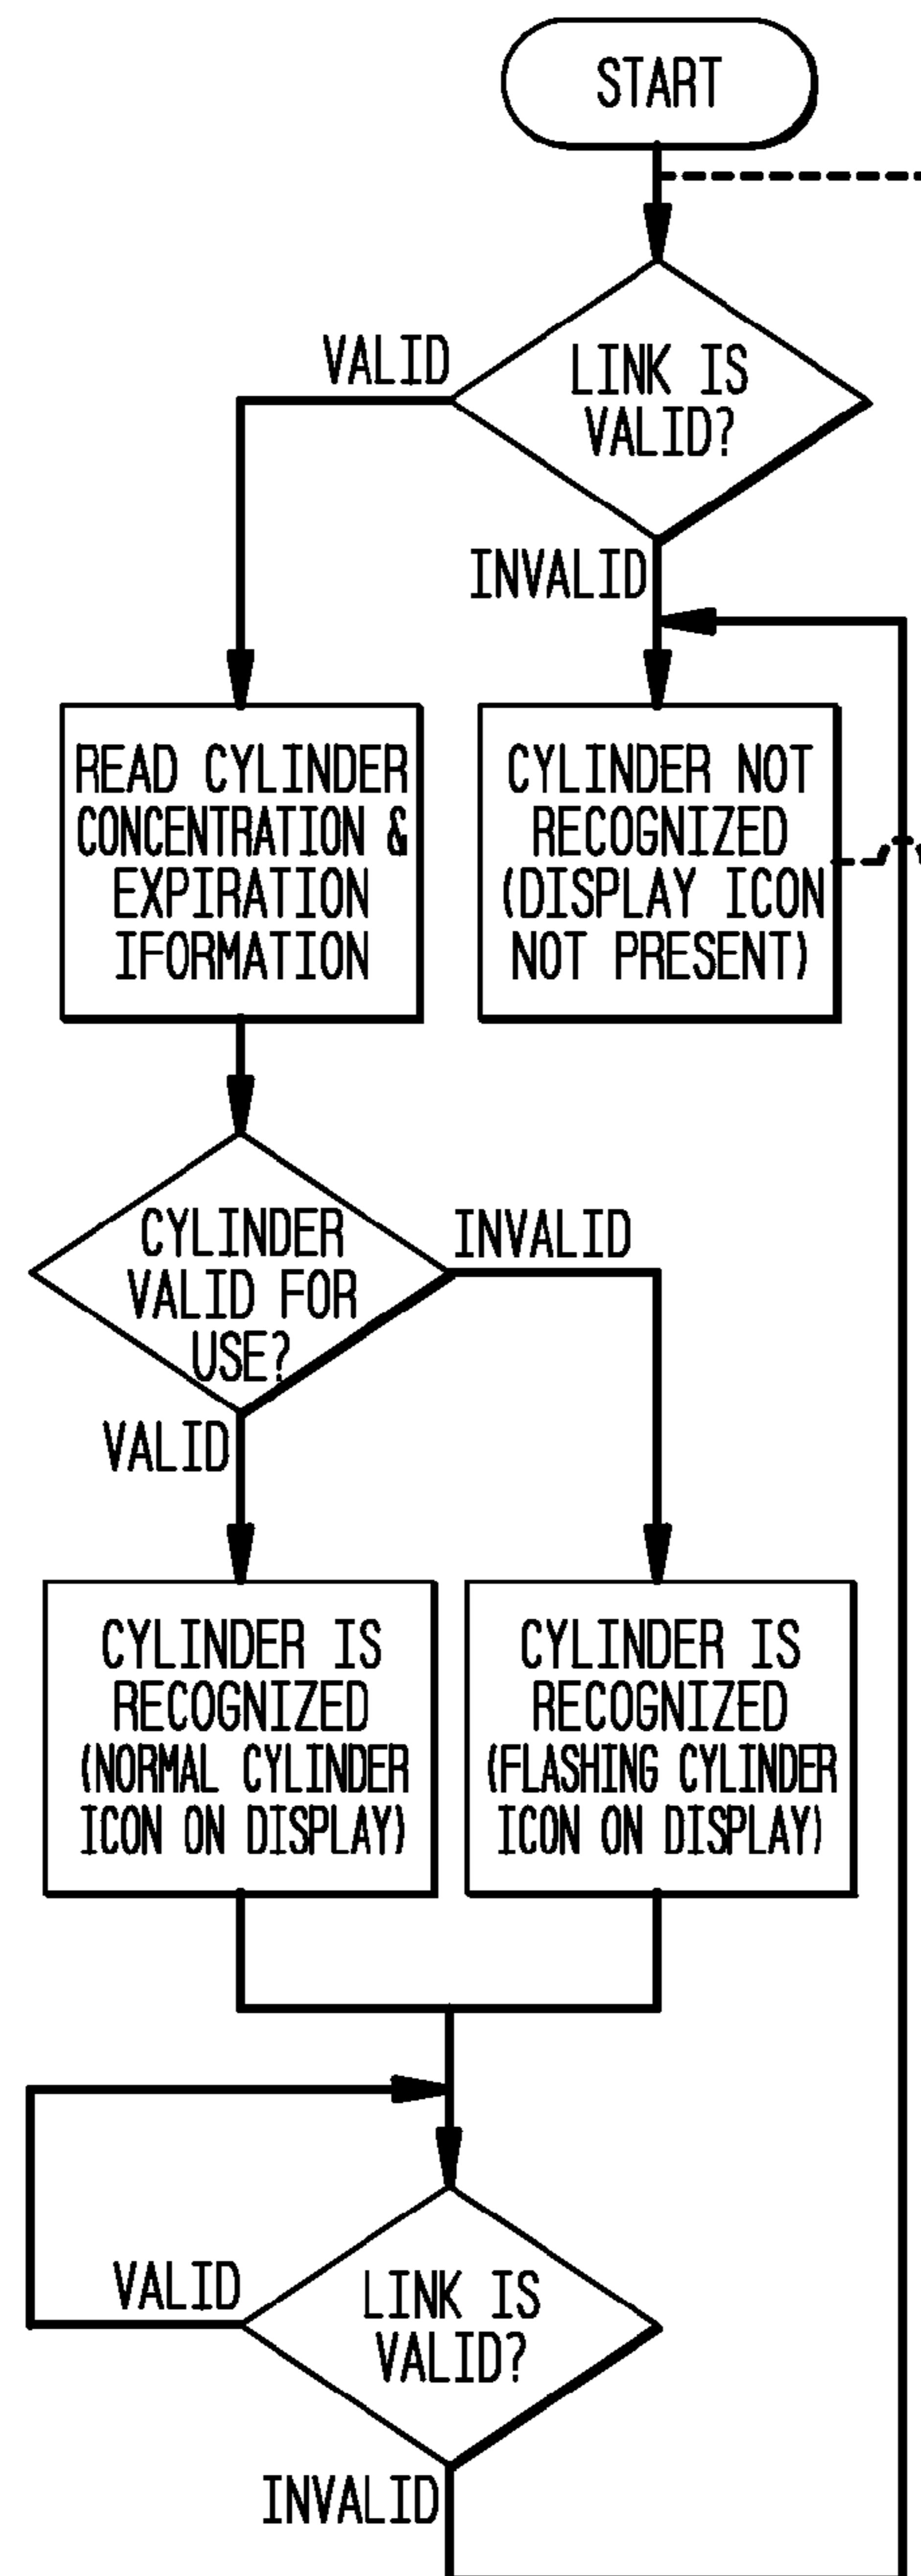 START
LINK IS
VALID?
VALID
INVALID
READ CYLINDER
CONCENTRATION &
EXPIRATION
IFORMATION
CYLINDER NOT
RECOGNIZED
(DISPLAY ICON
NOT PRESENT)
CYLINDER
VALID FOR
USE?
INVALID
VALID
CYLINDER IS
RECOGNIZED
(NORMAL CYLINDER
ICON ON DISPLAY)
CYLINDER IS
RECOGNIZED
(FLASHING CYLINDER
ICON ON DISPLAY)
LINK IS
VALID?
VALID
INVALID